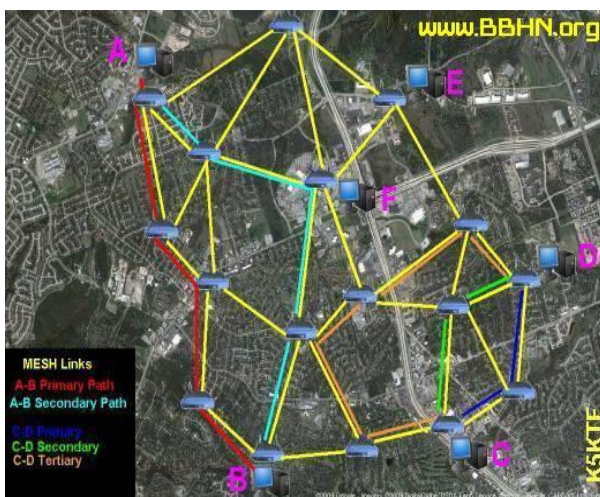 www.BBHN.org
A
E
F
D
MESH Links
A-B Primary Path
A-B Secondary Path
C-D Primary
C-D Secondary
C-D Tertiary
B
C
K5KTF